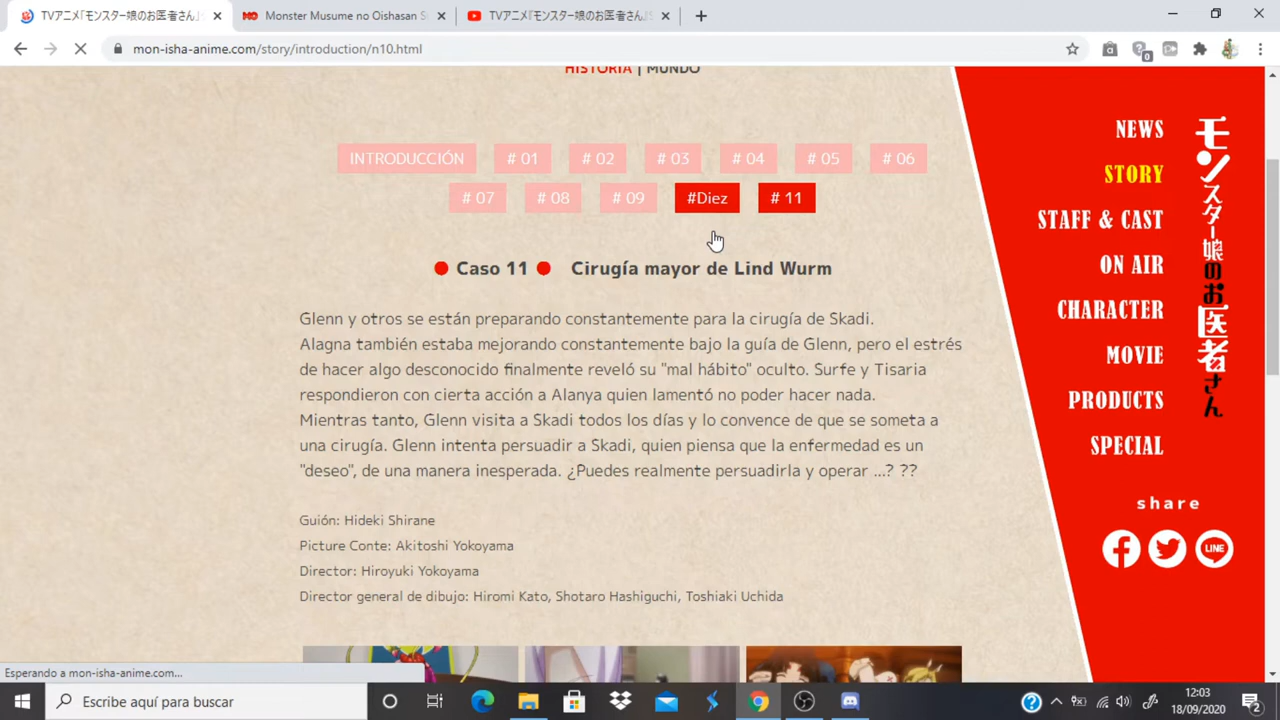 TVアニメ「モンスター娘のお医者さん」
Monster Musume no Oishasan S
TVアニメ『モンスター娘のお医者さん』S
mon-isha-anime.com/story/introduction/n10.html
0
HISTORIA | MUNDO
INTRODUCCIÓN
# 01
# 02
# 03
# 04
# 05
# 06
# 07
# 08
# 09
#Diez
# 11
Caso 11
Cirugía mayor de Lind Wurm
Glenn y otros se están preparando constantemente para la cirugía de Skadi.
Alagna también estaba mejorando constantemente bajo la guía de Glenn, pero el estrés
de hacer algo desconocido finalmente reveló su "mal hábito" oculto. Surfe y Tisaria
respondieron con cierta acción a Alanya quien lamentó no poder hacer nada.
Mientras tanto, Glenn visita a Skadi todos los días y lo convence de que se someta a
una cirugía. Glenn intenta persuadir a Skadi, quien piensa que la enfermedad es un
"deseo", de una manera inesperada. ¿Puedes realmente persuadirla y operar ...? ??
Guión: Hideki Shirane
Picture Conte: Akitoshi Yokoyama
Director: Hiroyuki Yokoyama
Director general de dibujo: Hiromi Kato, Shotaro Hashiguchi, Toshiaki Uchida
NEWS
STORY
STAFF & CAST
ON AIR
CHARACTER
MOVIE
PRODUCTS
SPECIAL
モンスター娘のお医者さん
share
LINE
Esperando a mon-isha-anime.com...
Escribe aquí para buscar
12:03
18/09/2020
2